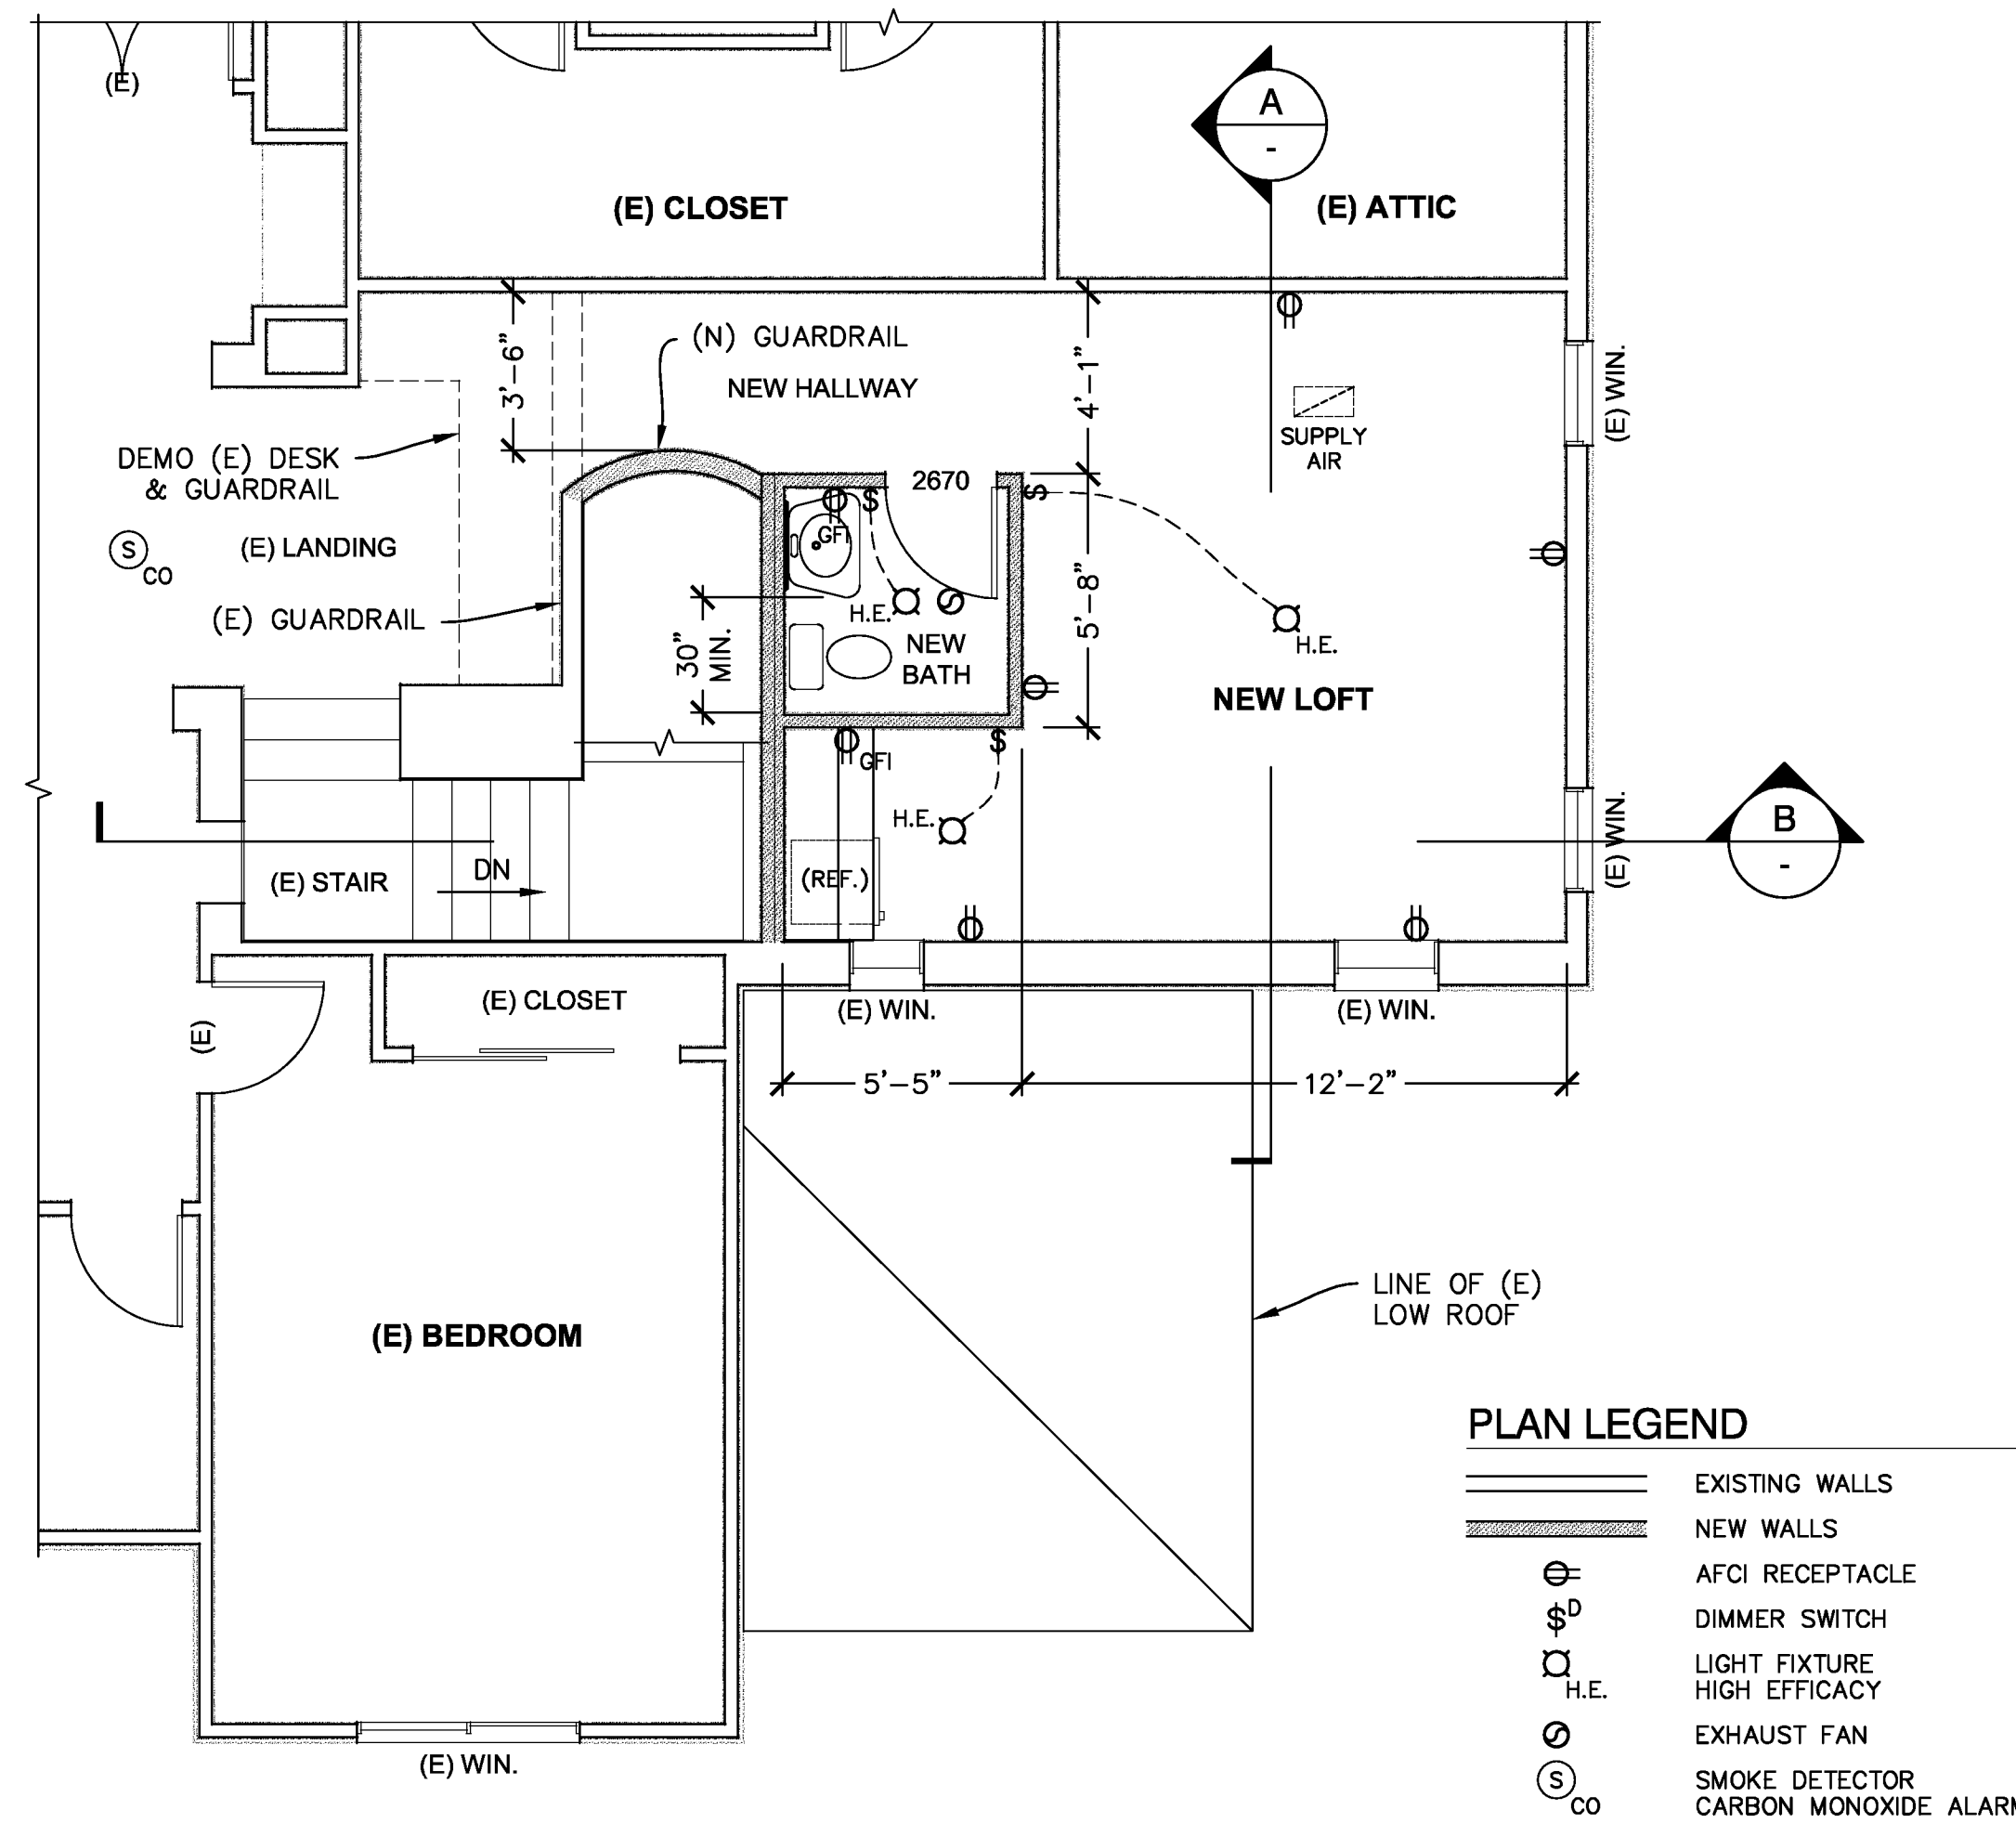 (E)
A
-
(E) CLOSET
(E) ATTIC
(N) GUARDRAIL
3'-6"
NEW HALLWAY
4'-1"
(E) WIN.
SUPPLY
AIR
DEMO (E) DESK
& GUARDRAIL
2670
$
$
GFI
S
CO
(E) LANDING
5'-8"
(E) GUARDRAIL
H.E.
30"
MIN.
NEW
BATH
H.E.
NEW LOFT
$
GFI
H.E.
(E) WIN.
B
-
(E) STAIR
DN
(REF.)
(E) CLOSET
(E) WIN.
(E) WIN.
(E)
5'-5"
12'-2"
LINE OF (E)
LOW ROOF
(E) BEDROOM
(E) WIN.
PLAN LEGEND
EXISTING WALLS
NEW WALLS
AFCI RECEPTACLE
$D DIMMER SWITCH
LIGHT FIXTURE
H.E. HIGH EFFICACY
EXHAUST FAN
S SMOKE DETECTOR
CO CARBON MONOXIDE ALARM